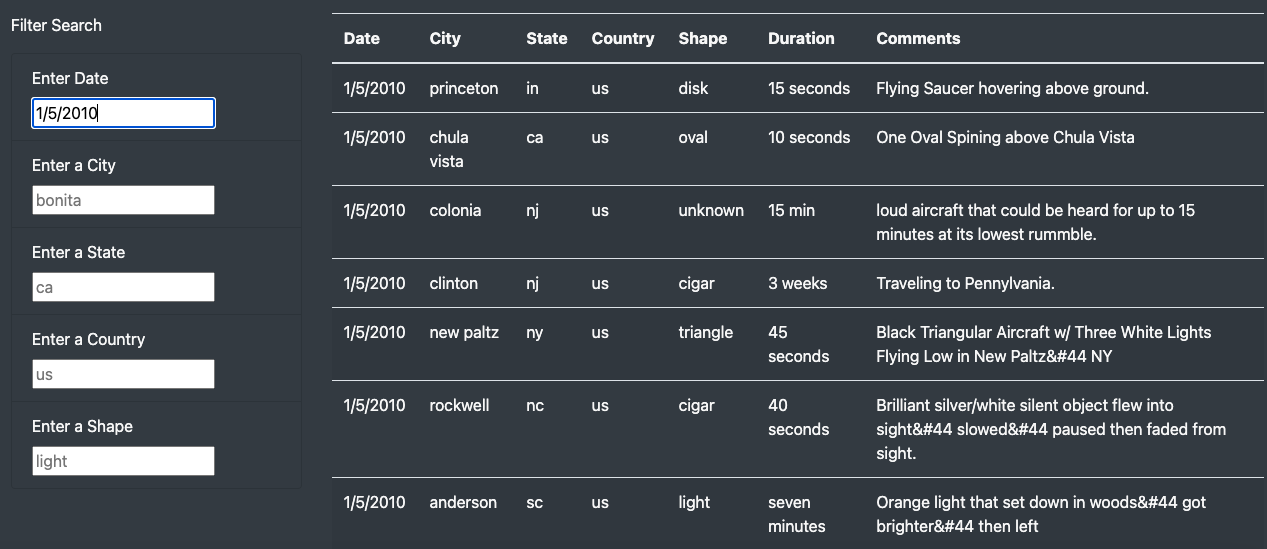 Filter Search
Enter Date
1/5/2010
Enter a City
bonita
Enter a State
ca
Enter a Country
us
Enter a Shape
light
Date City State Country Shape Duration Comments
1/5/2010 princeton in us disk 15 seconds Flying Saucer hovering above ground.
1/5/2010 chula ca us oval 10 seconds One Oval Spining above Chula Vista
vista
1/5/2010 colonia nj us unknown 15 min loud aircraft that could be heard for up to 15
minutes at its lowest rummble.
1/5/2010 clinton nj us cigar 3 weeks Traveling to Pennylvania.
1/5/2010 new paltz ny us triangle 45 Black Triangular Aircraft w/ Three White Lights
seconds Flying Low in New Paltz&#44 NY
1/5/2010 rockwell nc us cigar 40 Brilliant silver/white silent object flew into
seconds sight&#44 slowed&#44 paused then faded from
sight.
1/5/2010 anderson sc us light seven Orange light that set down in woods&#44 got
minutes brighter&#44 then left